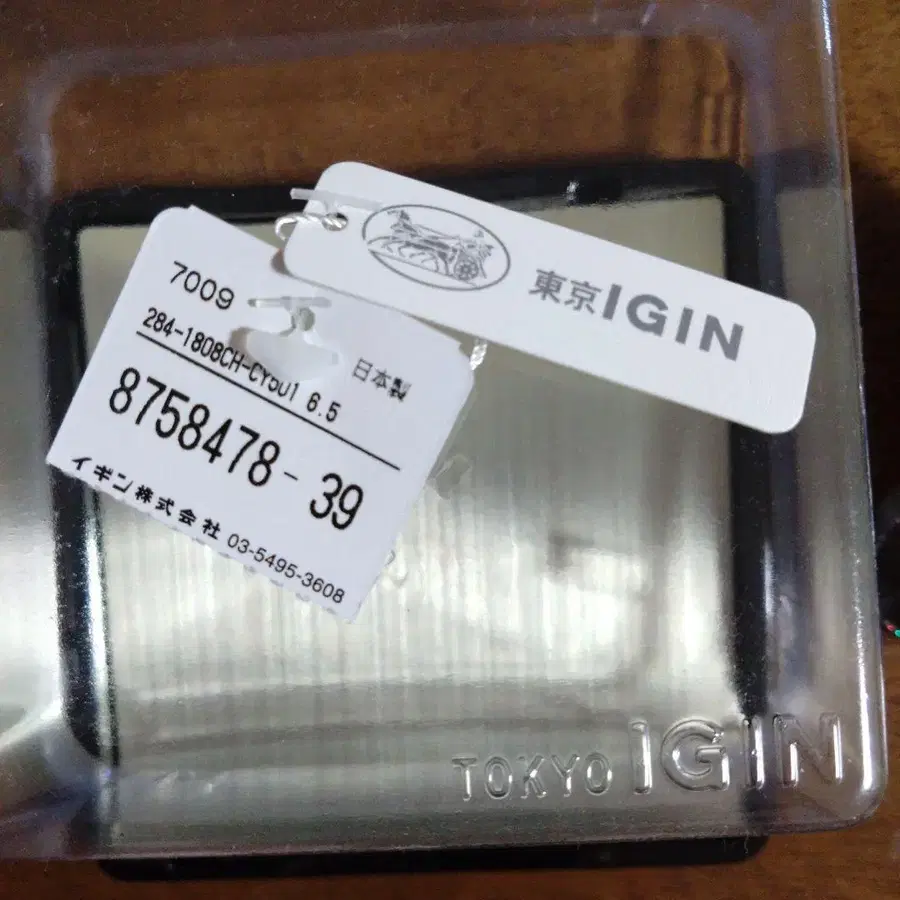 東京IGIN
7009
284-1808CH-CY501 6.5
日本製
8758478-39
イギン株式会社 03-5495-3608
TOKYO IGIN